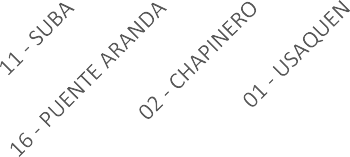 11 - SUBA
16 - PUENTE ARANDA
02 - CHAPINERO
01 - USAQUEN